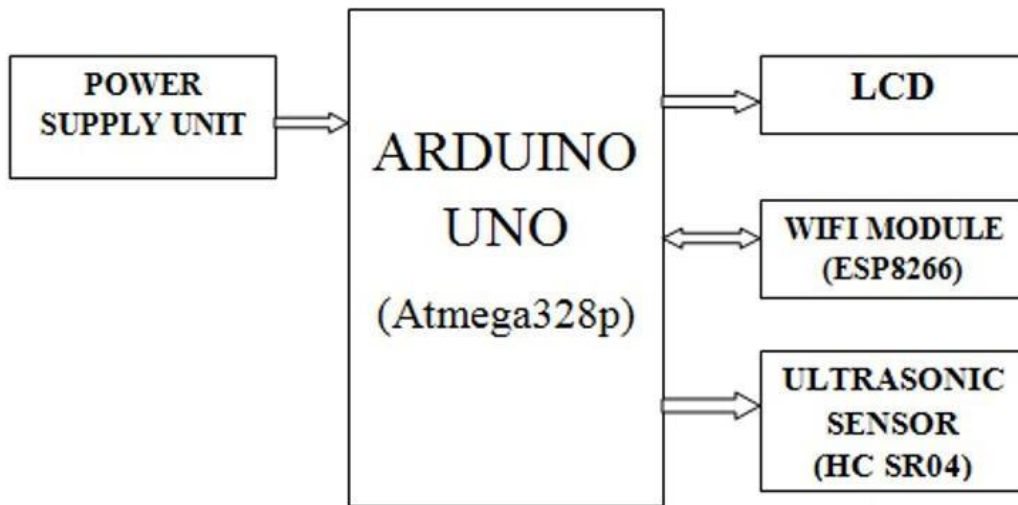 POWER
SUPPLY UNIT
ARDUINO
UNO
(Atmega328p)
LCD
WIFI MODULE
(ESP8266)
ULTRASONIC
SENSOR
(HC SR04)